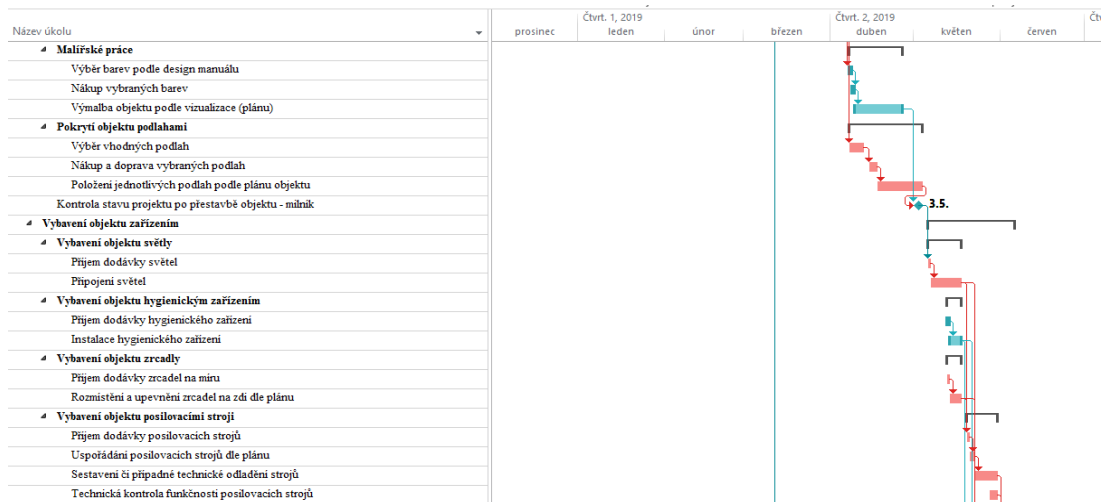 Čtvrt. 1, 2019 Čtvrt. 2, 2019 Čt
Název úkolu prosinec leden únor březen duben květen červen
Malířské práce
Výběr barev podle design manuálu
Nákup vybraných barev
Výmalba objektu podle vizualizace (plánu)
Pokrytí objektu podlahami
Výběr vhodných podlah
Nákup a doprava vybraných podlah
Položení jednotlivých podlah podle plánu objektu
Kontrola stavu projektu po přestavbě objektu - milník 3.5.
Vybavení objektu zařízením
Vybavení objektu světly
Příjem dodávky světel
Připojení světel
Vybavení objektu hygienickým zařízením
Příjem dodávky hygienického zařízení
Instalace hygienického zařízení
Vybavení objektu zrcadly
Příjem dodávky zrcadel na míru
Rozmístění a upevnění zrcadel na zdi dle plánu
Vybavení objektu posilovacími stroji
Příjem dodávky posilovacích strojů
Uspořádání posilovacích strojů dle plánu
Sestavení či případné technické odladění strojů
Technická kontrola funkčnosti posilovacích strojů